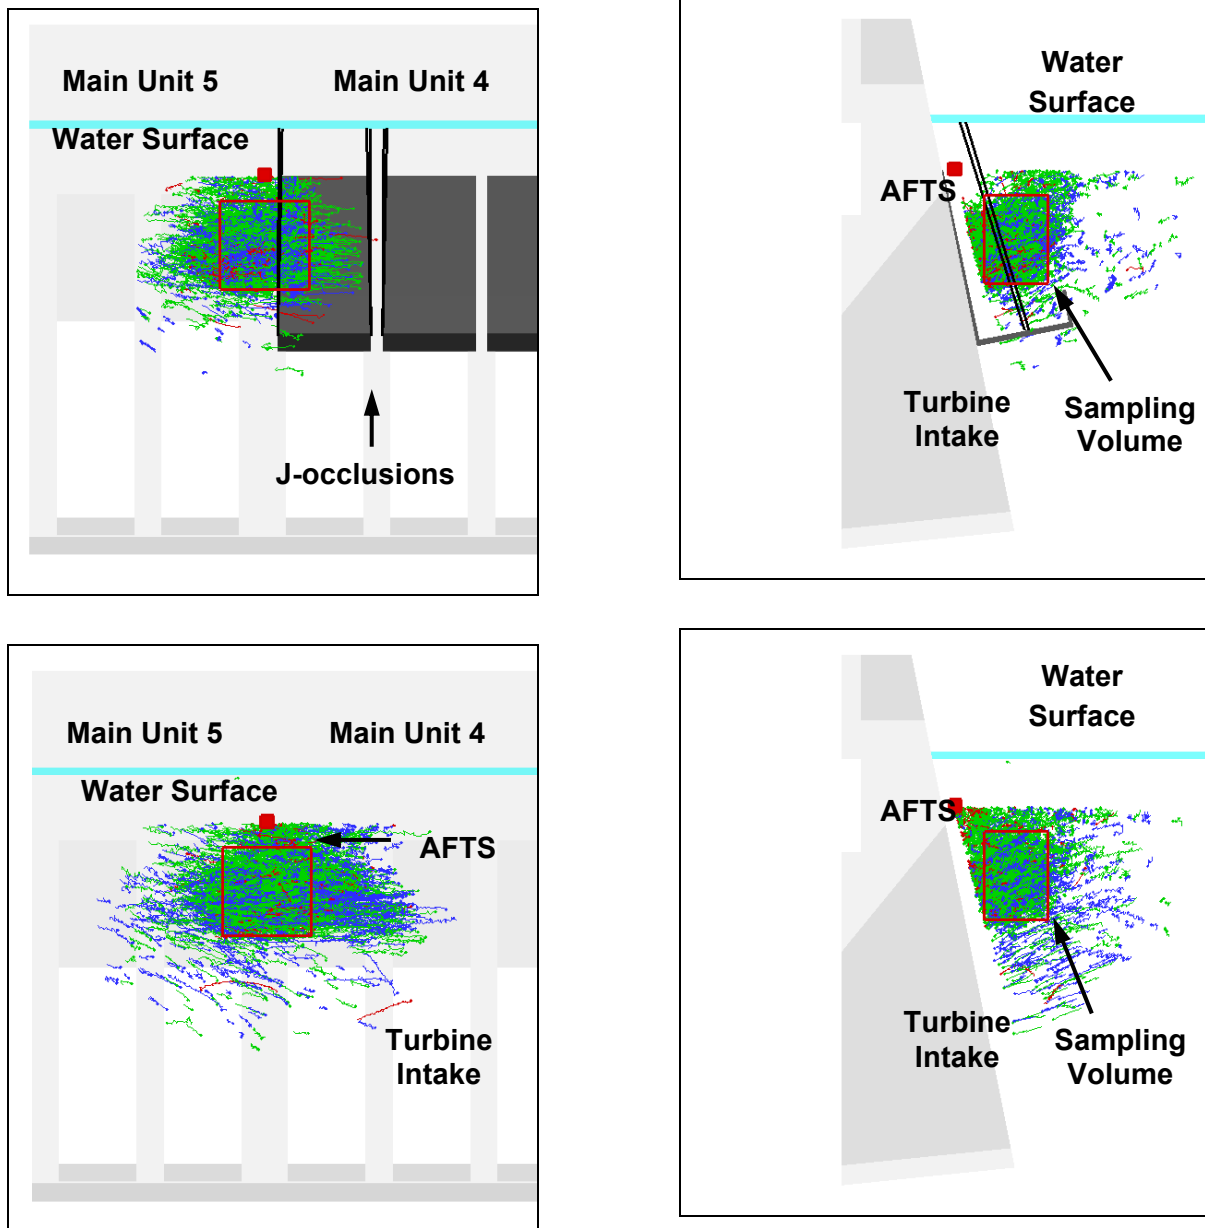 Main Unit 5
Main Unit 4
Water Surface
J-occlusions
Water
Surface
AFTS
Turbine
Intake
Sampling
Volume
Main Unit 5
Main Unit 4
Water Surface
AFTS
Turbine
Intake
Water
Surface
AFTS
Turbine
Intake
Sampling
Volume